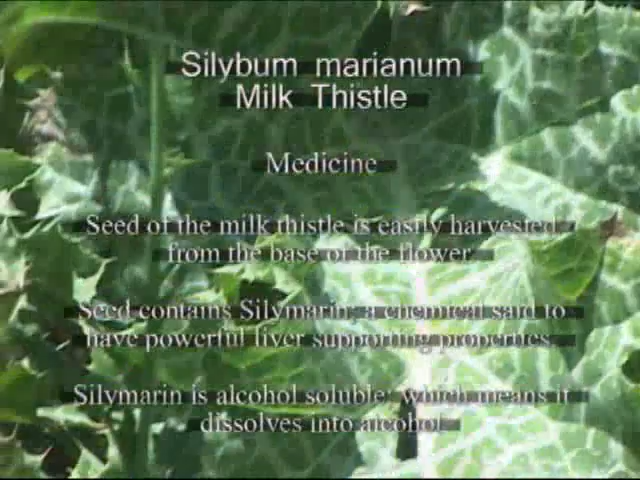 Silybum marianum
Milk Thistle
Medicine
Seed of the milk thistle is easily harvested
from the base of the flower.
Seed contains Silymarin; a chemical said to
have powerful liver supporting properties.
Silymarin is alcohol soluble; which means it
dissolves into alcohol.